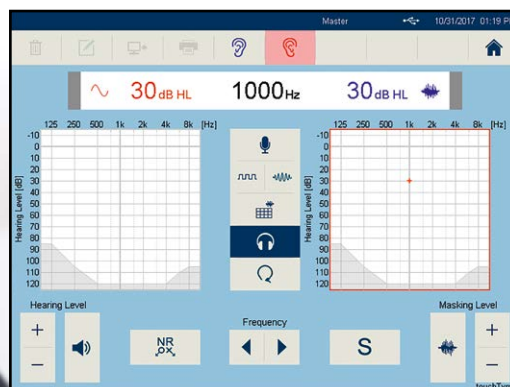 Master 10/31/2017 01:19 PM
30 dB HL 1000 Hz 30 dB HL
125 250 500 1k 2k 4k 8k [Hz]
-10
0
10
20
30
40
50
60
70
80
90
100
110
120
Hearing Level [dB]
125 250 500 1k 2k 4k 8k [Hz]
-10
0
10
20
30
40
50
60
70
80
90
100
110
120
Hearing Level [dB]
Hearing Level
Frequency
Masking Level
+
NR
OX
S
+
−
−